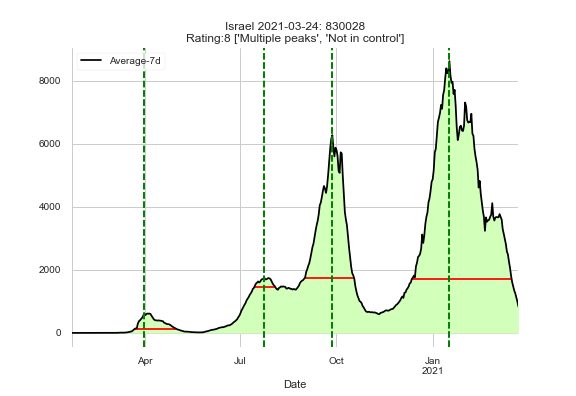 Israel 2021-03-24: 830028
Rating:8 ['Multiple peaks', 'Not in control']
Average-7d
8000
6000
4000
2000
0
Apr
Jul
Oct
Jan
2021
Date